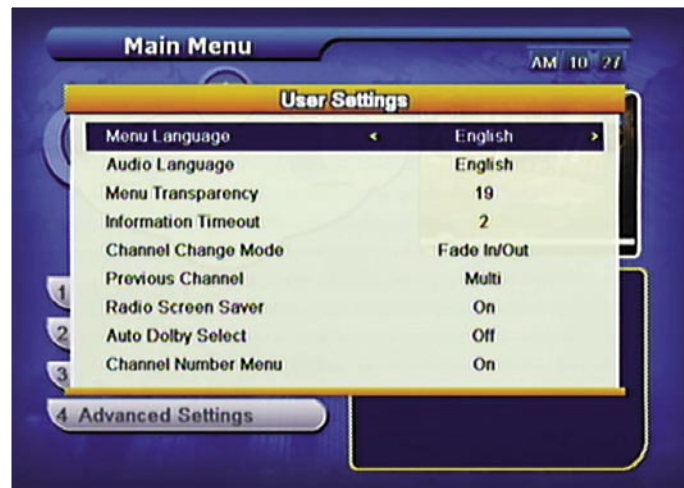 Main Menu
AM 10 27
User Settings
Menu Language < English >
Audio Language English
Menu Transparency 19
Information Timeout 2
Channel Change Mode Fade In/Out
Previous Channel Multi
Radio Screen Saver On
Auto Dolby Select Off
Channel Number Menu On
1
2
3
4 Advanced Settings